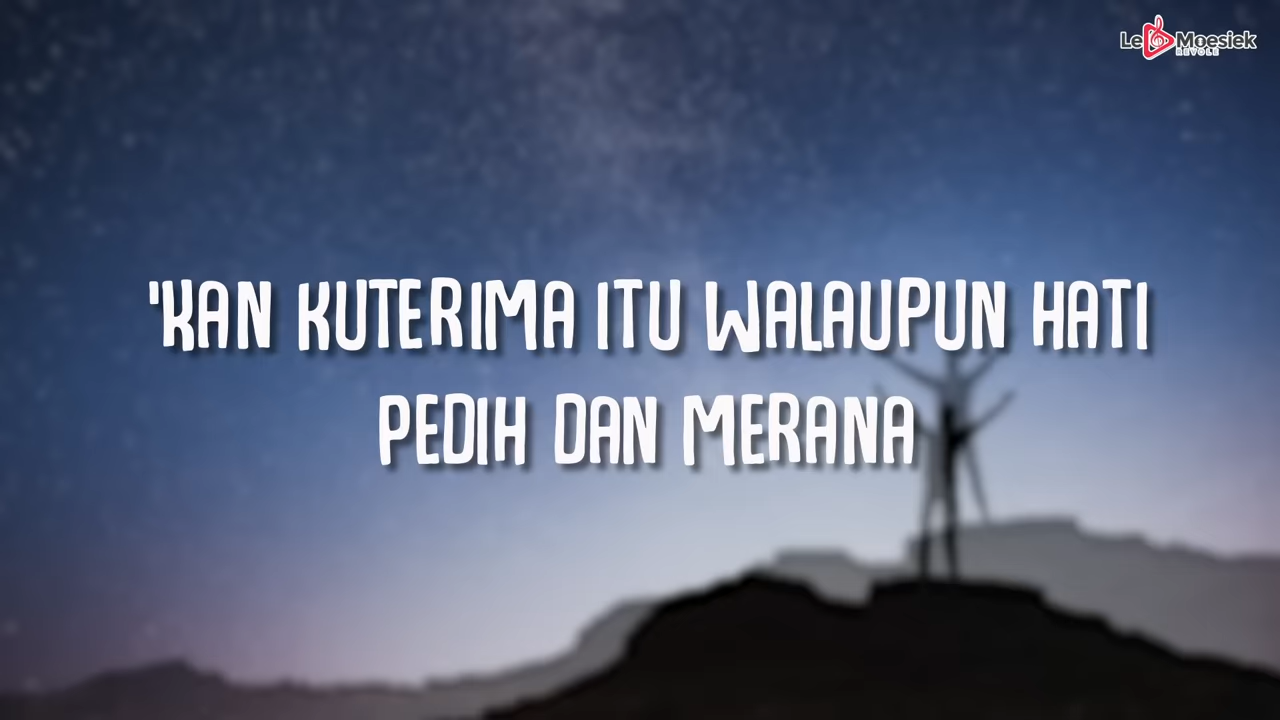 Le Moesiek
REVOLE
'KAN KUTERIMA ITU WALAUPUN HATI
PEDIH DAN MERANA